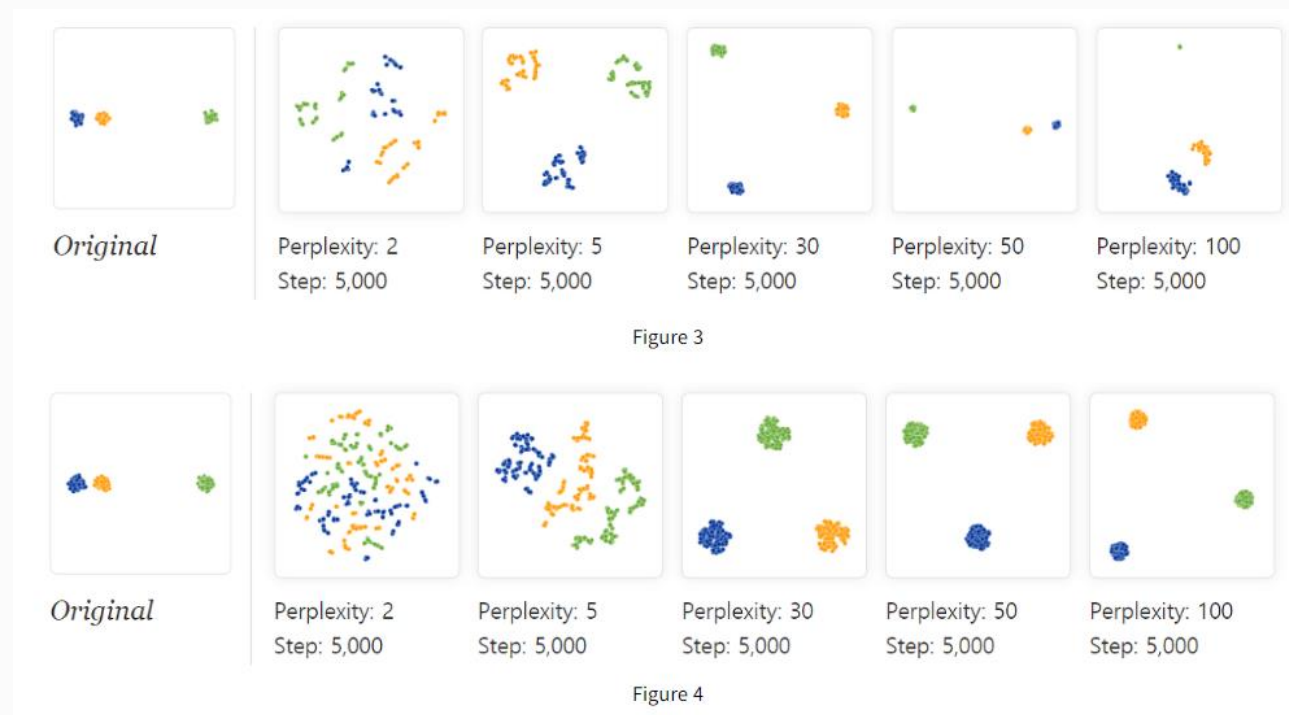 Original
Perplexity: 2
Step: 5,000
Perplexity: 5
Step: 5,000
Perplexity: 30
Step: 5,000
Perplexity: 50
Step: 5,000
Perplexity: 100
Step: 5,000
Figure 3
Original
Perplexity: 2
Step: 5,000
Perplexity: 5
Step: 5,000
Perplexity: 30
Step: 5,000
Perplexity: 50
Step: 5,000
Perplexity: 100
Step: 5,000
Figure 4